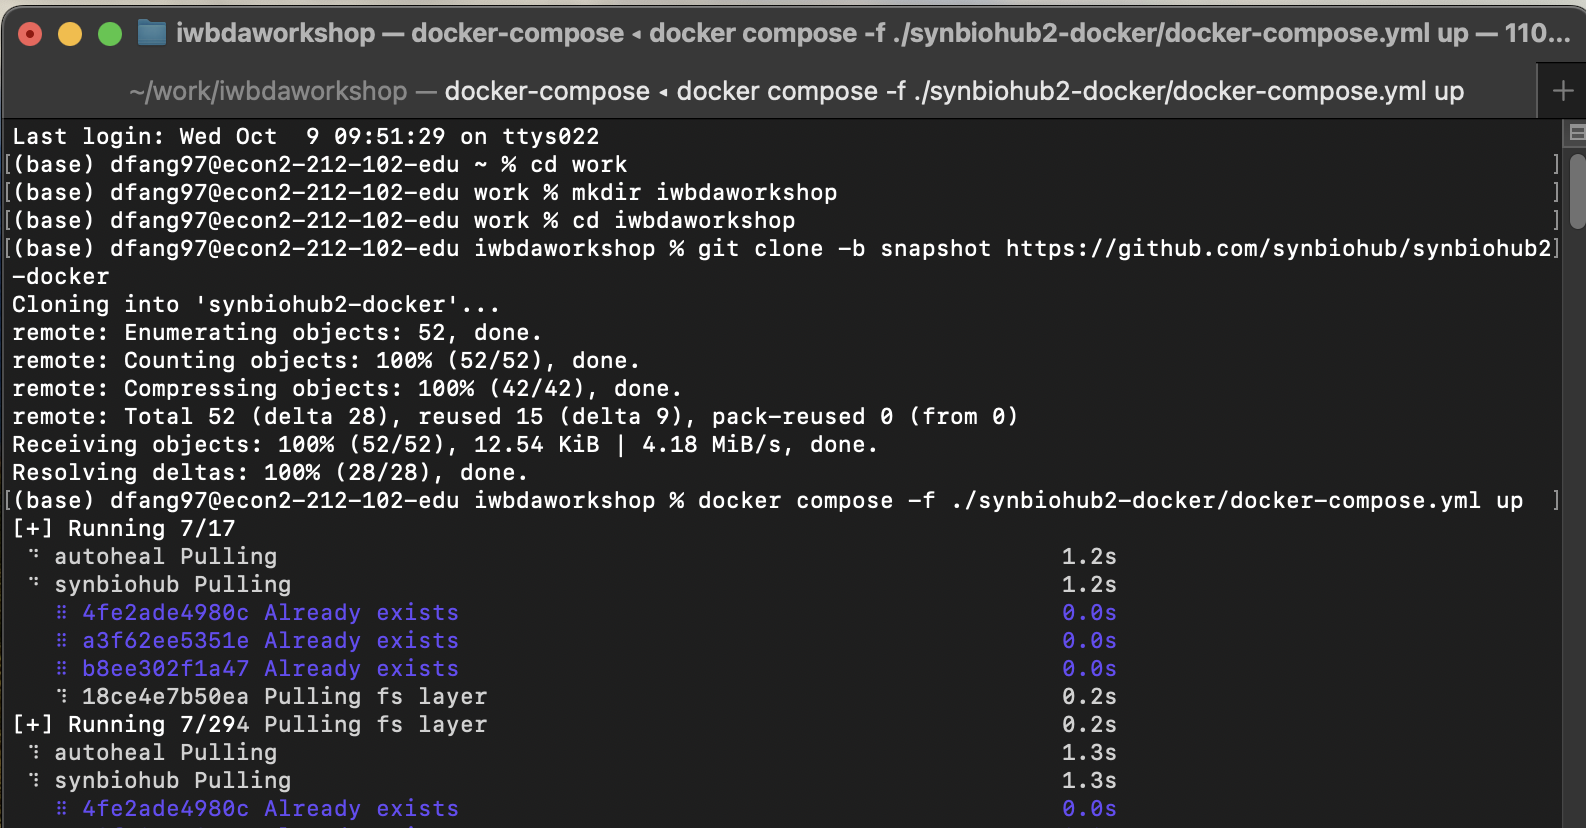 iwbdaworkshop — docker-compose ◂ docker compose -f ./synbiohub2-docker/docker-compose.yml up — 110...
~/work/iwbdaworkshop — docker-compose ◂ docker compose -f ./synbiohub2-docker/docker-compose.yml up
Last login: Wed Oct  9 09:51:29 on ttys022
[(base) dfang97@econ2-212-102-edu ~ % cd work ]
[(base) dfang97@econ2-212-102-edu work % mkdir iwbdaworkshop ]
[(base) dfang97@econ2-212-102-edu work % cd iwbdaworkshop ]
[(base) dfang97@econ2-212-102-edu iwbdaworkshop % git clone -b snapshot https://github.com/synbiohub/synbiohub2]
-docker
Cloning into 'synbiohub2-docker'...
remote: Enumerating objects: 52, done.
remote: Counting objects: 100% (52/52), done.
remote: Compressing objects: 100% (42/42), done.
remote: Total 52 (delta 28), reused 15 (delta 9), pack-reused 0 (from 0)
Receiving objects: 100% (52/52), 12.54 KiB | 4.18 MiB/s, done.
Resolving deltas: 100% (28/28), done.
[(base) dfang97@econ2-212-102-edu iwbdaworkshop % docker compose -f ./synbiohub2-docker/docker-compose.yml up ]
[+] Running 7/17
⠙ autoheal Pulling 1.2s
⠙ synbiohub Pulling 1.2s
⠿ 4fe2ade4980c Already exists 0.0s
⠿ a3f62ee5351e Already exists 0.0s
⠿ b8ee302f1a47 Already exists 0.0s
⠹ 18ce4e7b50ea Pulling fs layer 0.2s
[+] Running 7/294 Pulling fs layer 0.2s
⠹ autoheal Pulling 1.3s
⠹ synbiohub Pulling 1.3s
⠿ 4fe2ade4980c Already exists 0.0s